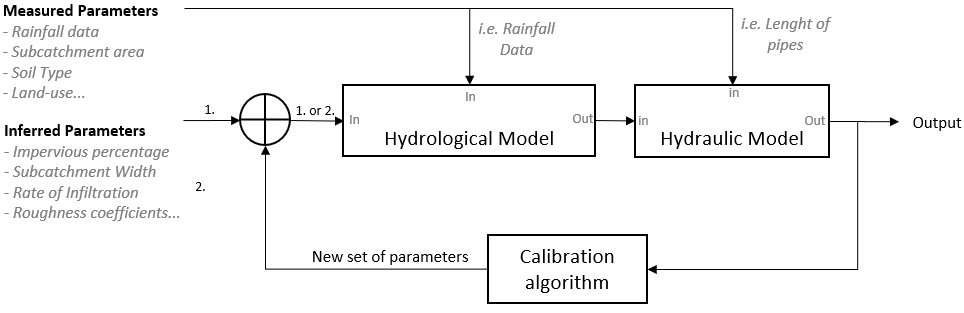 Measured Parameters
- Rainfall data
- Subcatchment area
- Soil Type
- Land-use...
i.e. Rainfall
Data
i.e. Lenght of
pipes
Inferred Parameters
- Impervious percentage
- Subcatchment Width
- Rate of Infiltration
- Roughness coefficients...
1.
2.
1. or 2.
In
In
Out
Hydrological Model
in
in
Out
Hydraulic Model
Output
New set of parameters
Calibration
algorithm